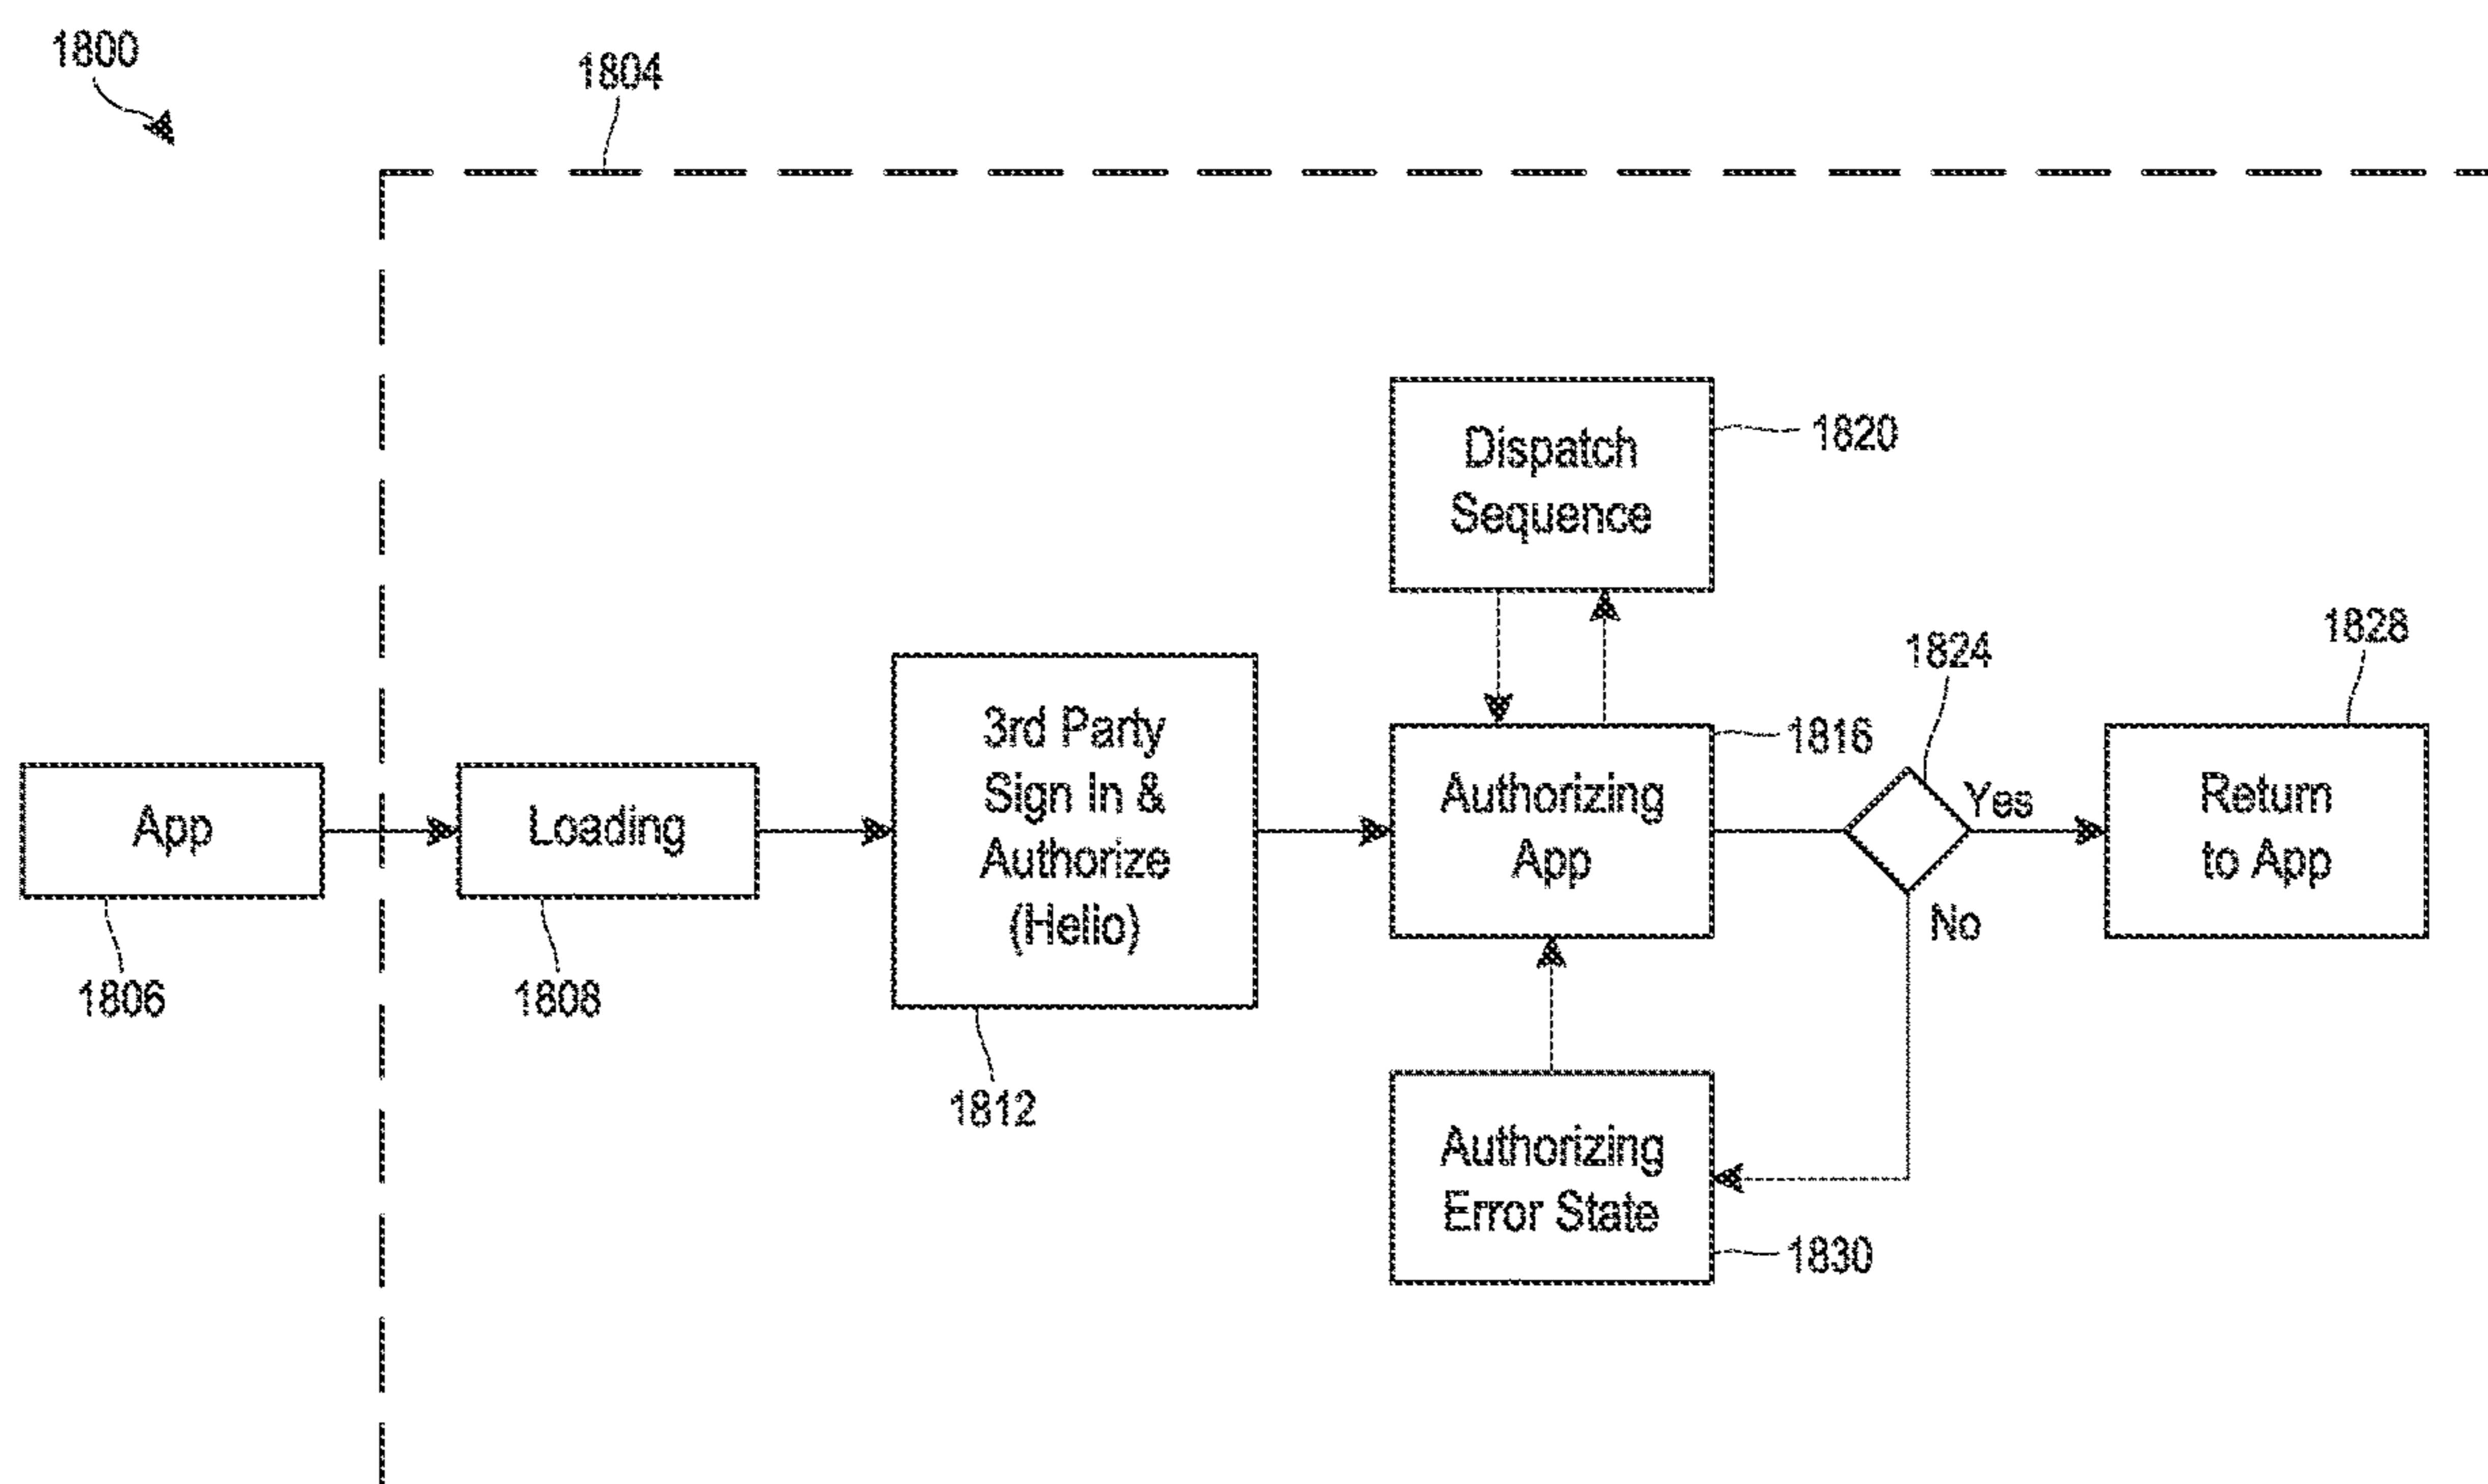 1800
1804
Dispatch
Sequence
1820
1828
1824
3rd Party
Sign In &
Authorize
(Helio)
1816
App
Loading
Authorizing
App
Yes
Return
to App
No
1806
1808
1812
Authorizing
Error State
1830